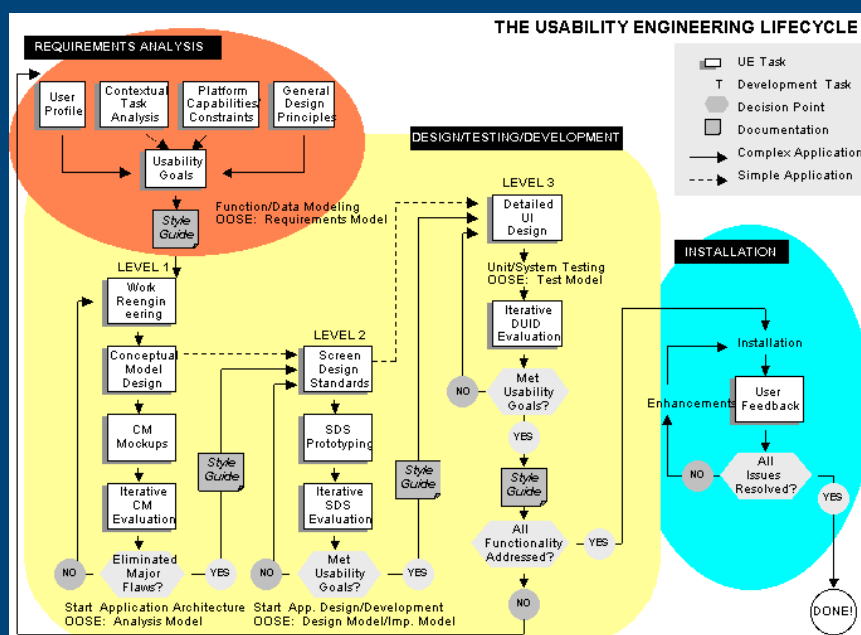 THE USABILITY ENGINEERING LIFECYCLE
REQUIREMENTS ANALYSIS
User
Profile
Contextual
Task
Analysis
Platform
Capabilities/
Constraints
General
Design
Principles
Usability
Goals
Style
Guide
Function/Data Modeling
OOSE: Requirements Model
UE Task
T Development Task
Decision Point
Documentation
Complex Application
Simple Application
DESIGN/TESTING/DEVELOPMENT
LEVEL 1
Work
Reengin
eering
Conceptual
Model
Design
CM
Mockups
Iterative
CM
Evaluation
Eliminated
Major
Flaws?
NO
YES
Style
Guide
Start Application Architecture
OOSE: Analysis Model
LEVEL 2
Screen
Design
Standards
SDS
Prototyping
Iterative
SDS
Evaluation
Met
Usability
Goals?
NO
YES
Style
Guide
Start App. Design/Development
OOSE: Design Model/Imp. Model
LEVEL 3
Detailed
UI
Design
Unit/System Testing
OOSE: Test Model
Iterative
DUID
Evaluation
Met
Usability
Goals?
NO
YES
Style
Guide
All
Functionality
Addressed?
YES
NO
INSTALLATION
Installation
Enhancements
User
Feedback
All
Issues
Resolved?
NO
YES
DONE!